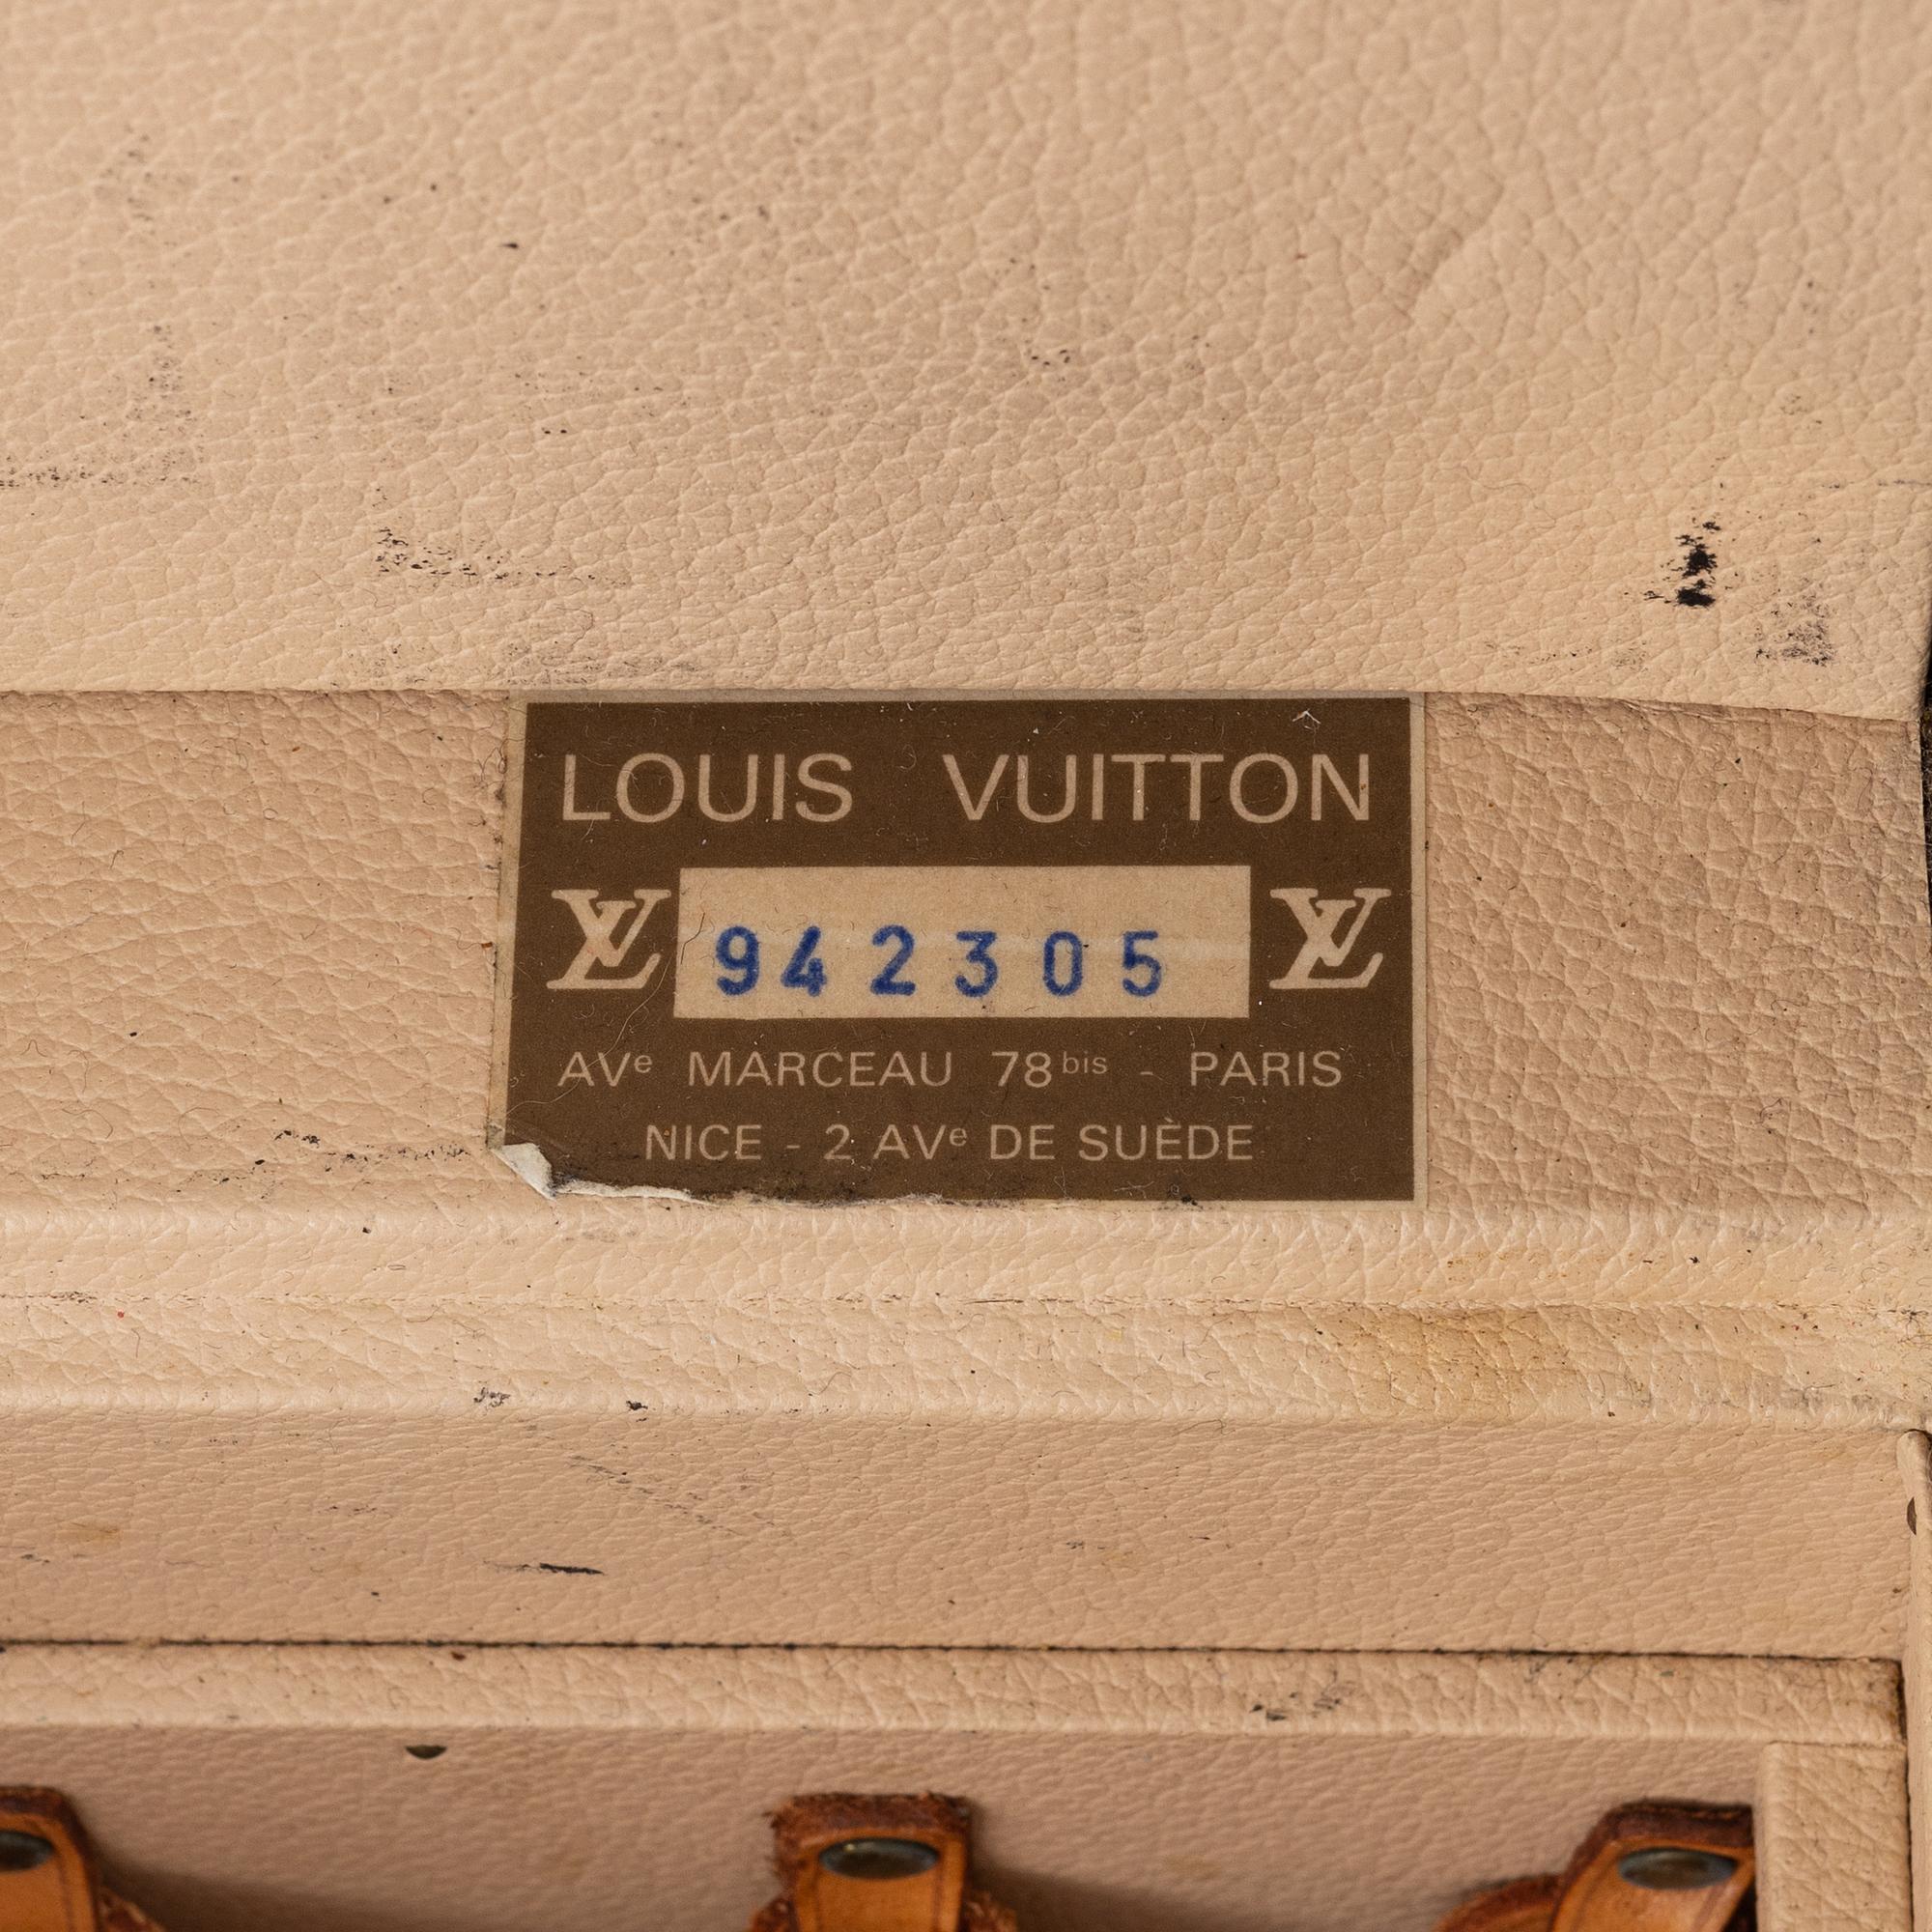 LOUIS VUITTON
LV 942305 LV
AVe MARCEAU 78bis - PARIS
NICE - 2 AVe DE SUÈDE